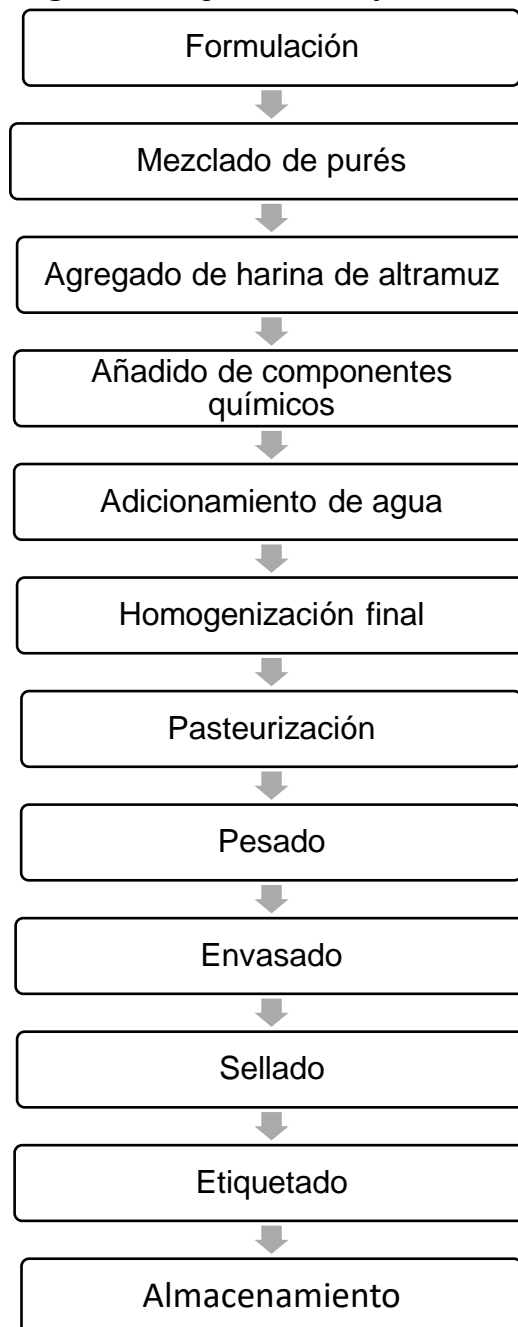 Formulación
Mezclado de purés
Agregado de harina de altramuz
Añadido de componentes
químicos
Adicionamiento de agua
Homogenización final
Pasteurización
Pesado
Envasado
Sellado
Etiquetado
Almacenamiento